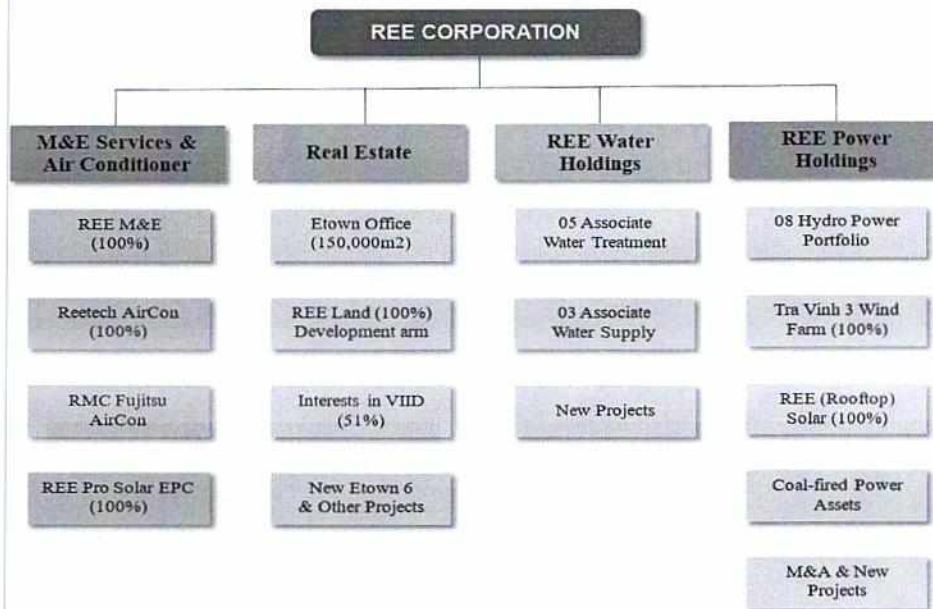 REE CORPORATION
M&E Services &
Air Conditioner
REE M&E
(100%)
Reetech AirCon
(100%)
RMC Fujitsu
AirCon
REE Pro Solar EPC
(100%)
Real Estate
Etown Office
(150,000m2)
REE Land (100%)
Development arm
Interests in VIID
(51%)
New Etown 6
& Other Projects
REE Water
Holdings
05 Associate
Water Treatment
03 Associate
Water Supply
New Projects
REE Power
Holdings
08 Hydro Power
Portfolio
Tra Vinh 3 Wind
Farm (100%)
REE (Rooftop)
Solar (100%)
Coal-fired Power
Assets
M&A & New
Projects